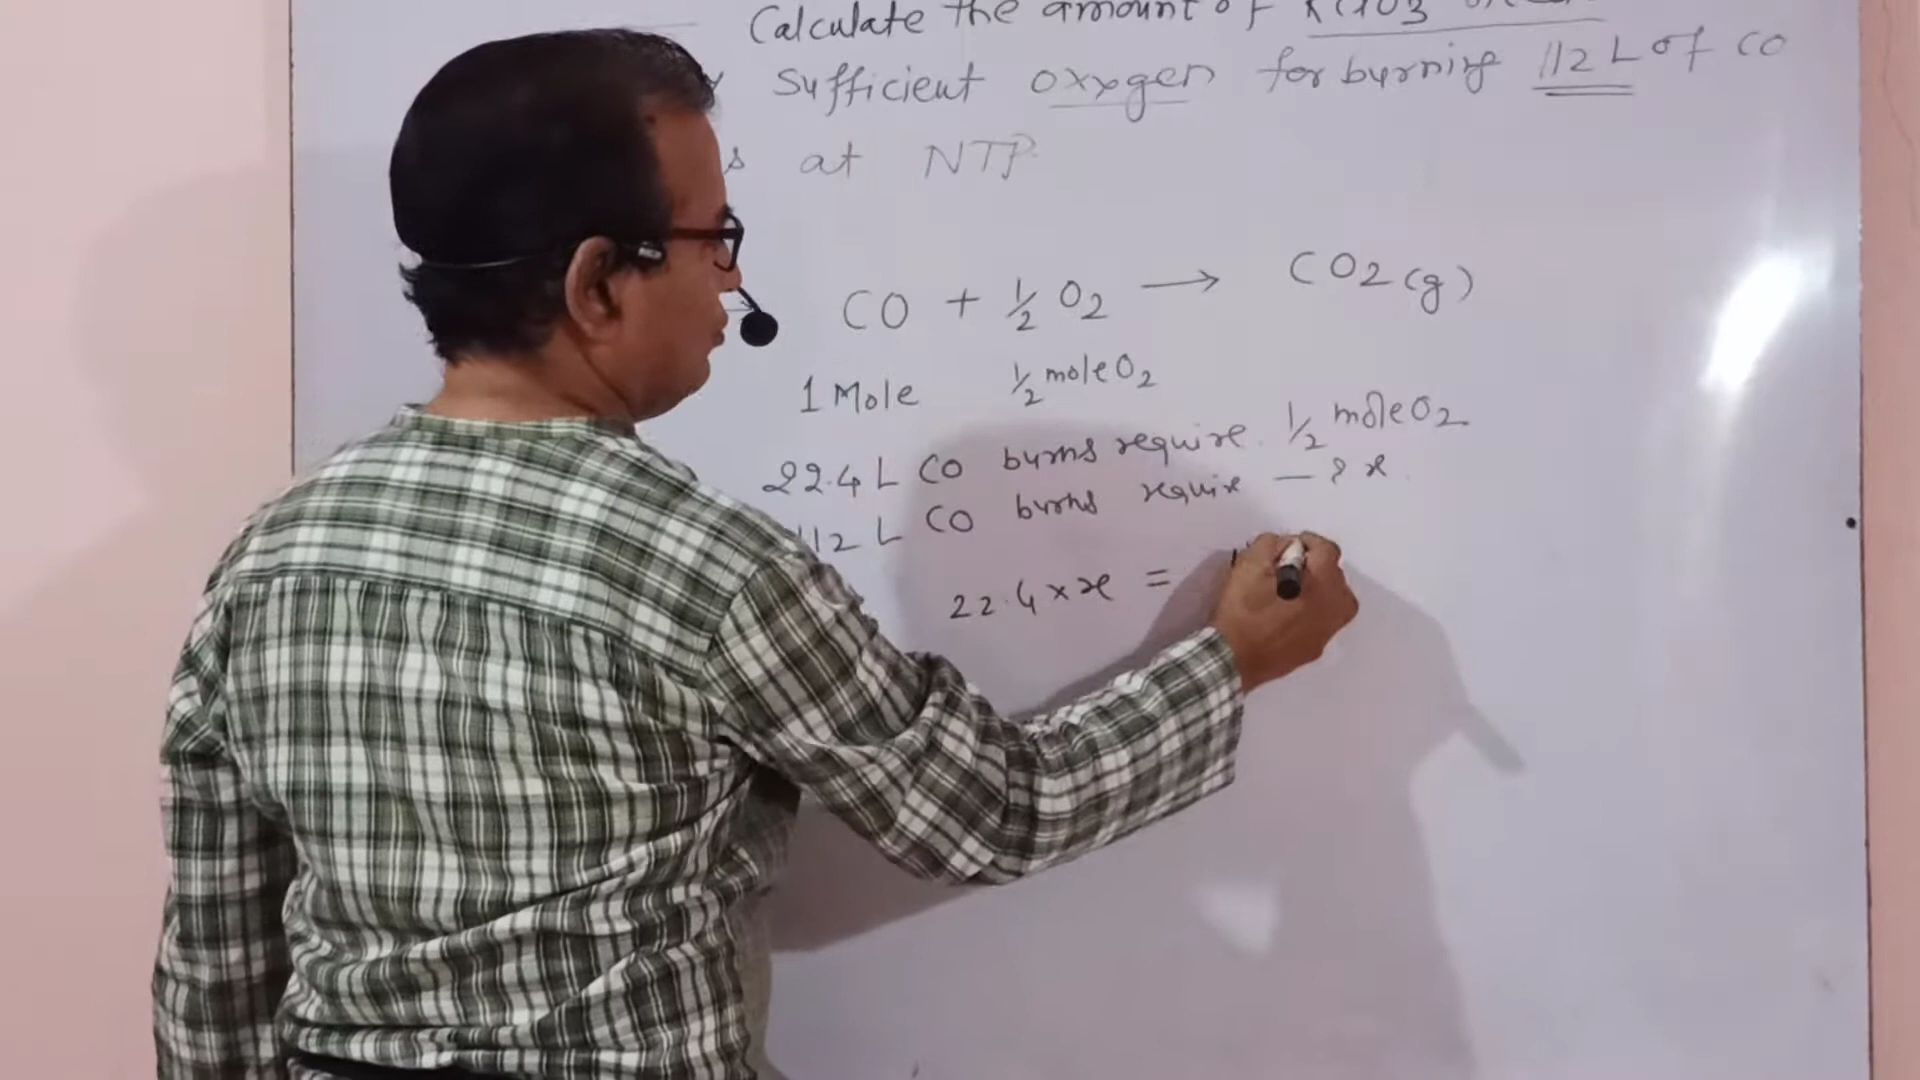 Calculate the amount of KClO3
Sufficient oxygen for burning 112 L of CO
at NTP.
CO + 1/2 O2 → CO2 (g)
1 Mole 1/2 mole O2
22.4 L CO burns require. 1/2 mole O2
112 L CO burns require — ? x.
22.4 × x =